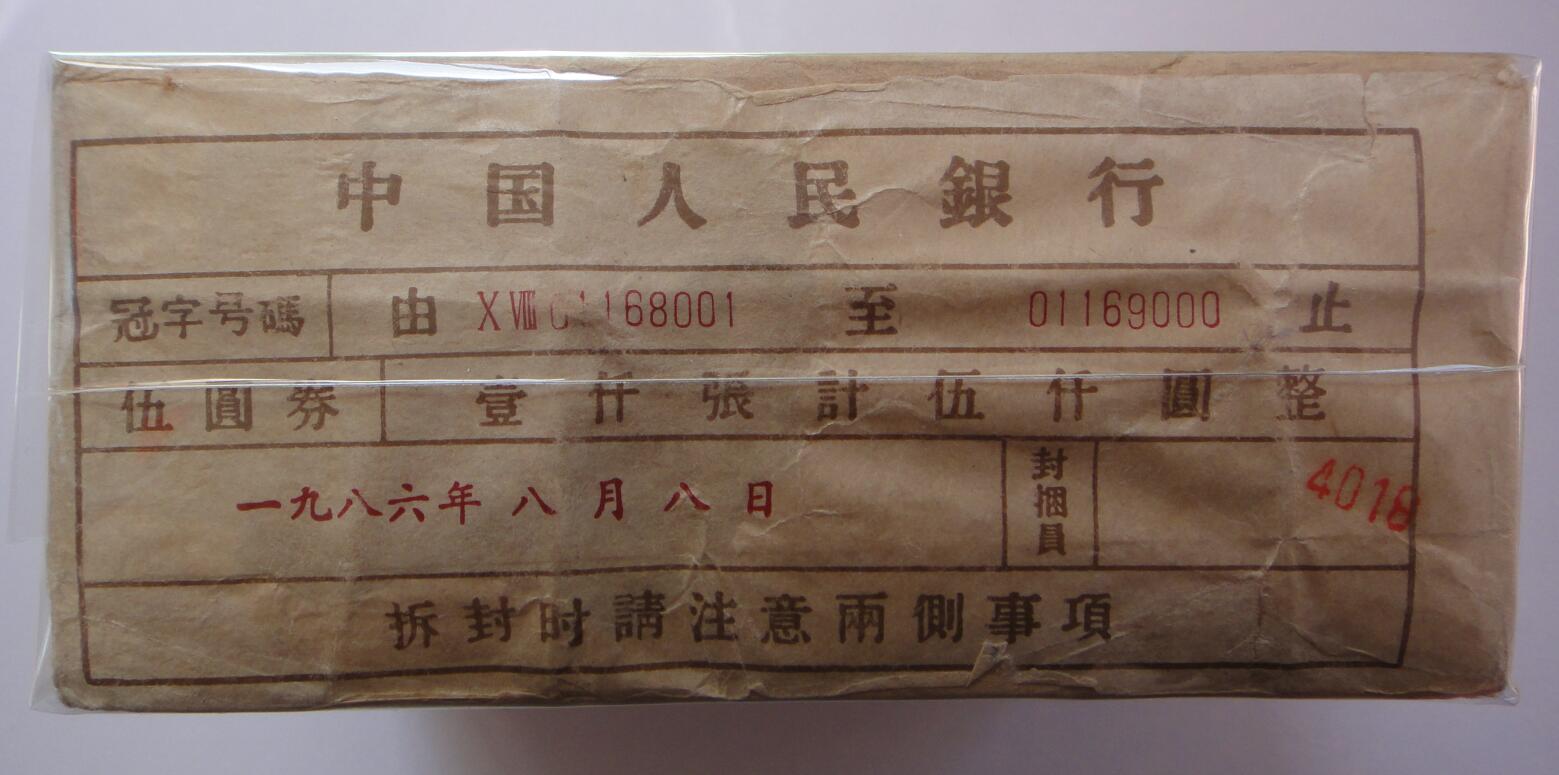 中国人民銀行
冠字号碼 由 XⅧ 01168001 至 01169000 止
伍圓券 壹仟張計伍仟圓整
一九八六年八月八日 封捆員 4018
拆封时請注意兩側事項